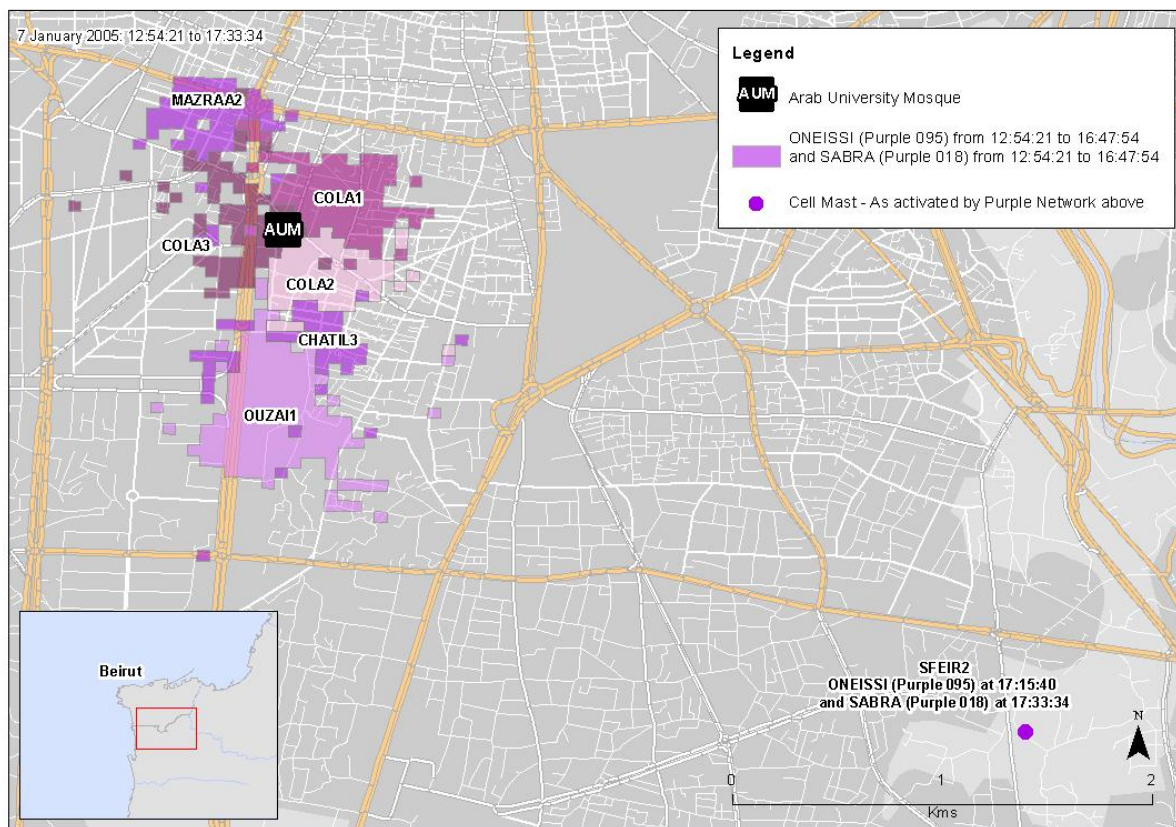 7 January 2005: 12:54:21 to 17:33:34
Legend
AUM
Arab University Mosque
ONEISSI (Purple 095) from 12:54:21 to 16:47:54
and SABRA (Purple 018) from 12:54:21 to 16:47:54
Cell Mast - As activated by Purple Network above
MAZRAA2
COLA1
AUM
COLA3
COLA2
CHATIL3
OUZAI1
Beirut
SFEIR2
ONEISSI (Purple 095) at 17:15:40
and SABRA (Purple 018) at 17:33:34
N
0 1 2
Kms